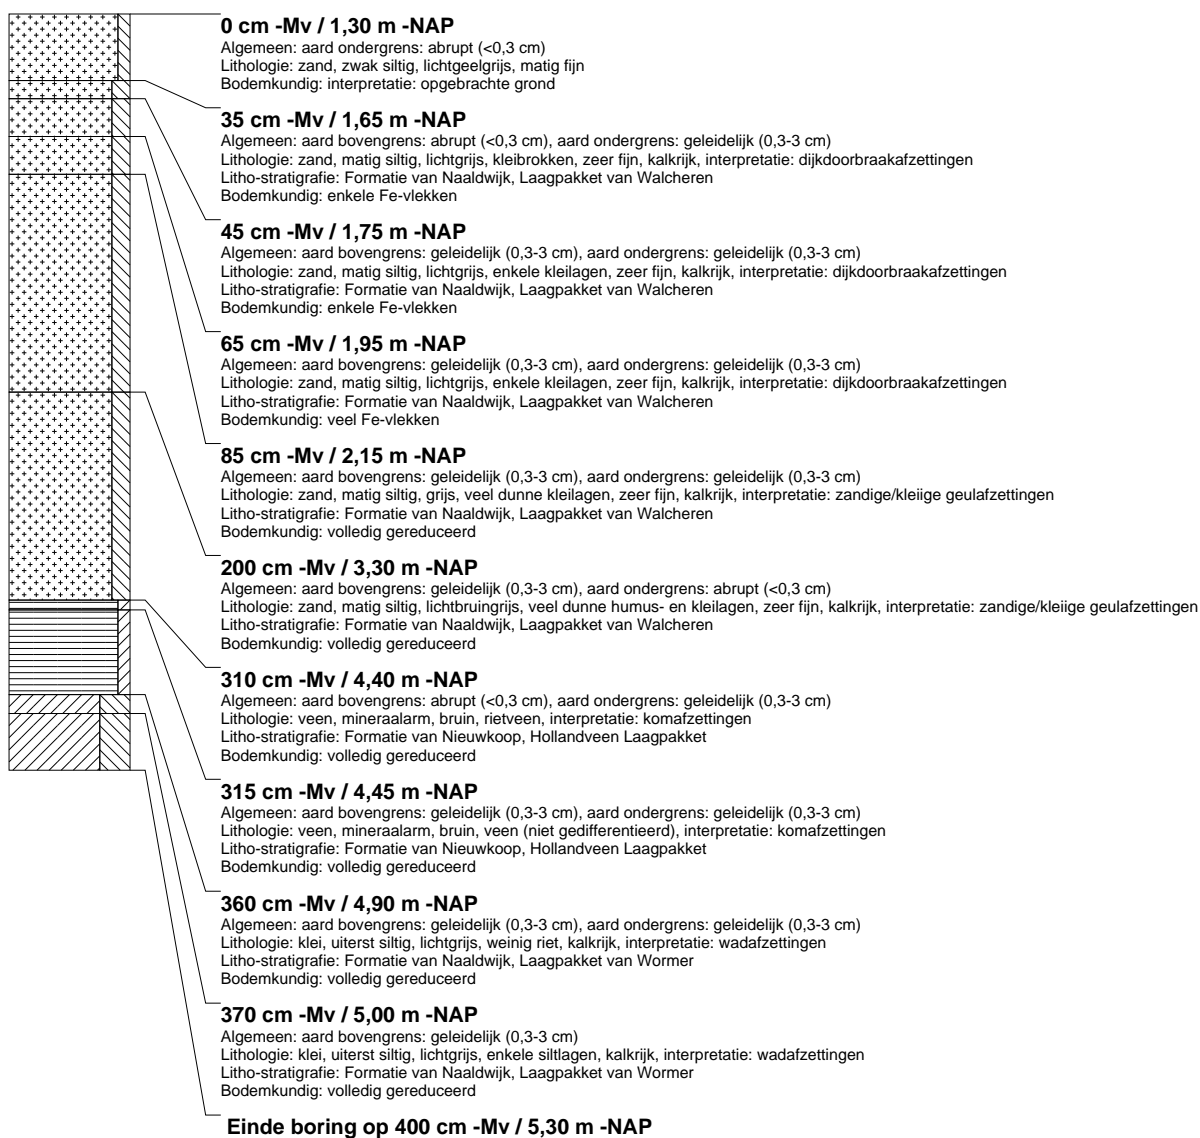 0 cm -Mv / 1,30 m -NAP
Algemeen: aard ondergrens: abrupt (<0,3 cm)
Lithologie: zand, zwak siltig, lichtgeelgrijs, matig fijn
Bodemkundig: interpretatie: opgebrachte grond
35 cm -Mv / 1,65 m -NAP
Algemeen: aard bovengrens: abrupt (<0,3 cm), aard ondergrens: geleidelijk (0,3-3 cm)
Lithologie: zand, matig siltig, lichtgrijs, kleibrokken, zeer fijn, kalkrijk, interpretatie: dijkdoorbraakafzettingen
Litho-stratigrafie: Formatie van Naaldwijk, Laagpakket van Walcheren
Bodemkundig: enkele Fe-vlekken
45 cm -Mv / 1,75 m -NAP
Algemeen: aard bovengrens: geleidelijk (0,3-3 cm), aard ondergrens: geleidelijk (0,3-3 cm)
Lithologie: zand, matig siltig, lichtgrijs, enkele kleilagen, zeer fijn, kalkrijk, interpretatie: dijkdoorbraakafzettingen
Litho-stratigrafie: Formatie van Naaldwijk, Laagpakket van Walcheren
Bodemkundig: enkele Fe-vlekken
65 cm -Mv / 1,95 m -NAP
Algemeen: aard bovengrens: geleidelijk (0,3-3 cm), aard ondergrens: geleidelijk (0,3-3 cm)
Lithologie: zand, matig siltig, lichtgrijs, enkele kleilagen, zeer fijn, kalkrijk, interpretatie: dijkdoorbraakafzettingen
Litho-stratigrafie: Formatie van Naaldwijk, Laagpakket van Walcheren
Bodemkundig: veel Fe-vlekken
85 cm -Mv / 2,15 m -NAP
Algemeen: aard bovengrens: geleidelijk (0,3-3 cm), aard ondergrens: geleidelijk (0,3-3 cm)
Lithologie: zand, matig siltig, grijs, veel dunne kleilagen, zeer fijn, kalkrijk, interpretatie: zandige/kleiige geulafzettingen
Litho-stratigrafie: Formatie van Naaldwijk, Laagpakket van Walcheren
Bodemkundig: volledig gereduceerd
200 cm -Mv / 3,30 m -NAP
Algemeen: aard bovengrens: geleidelijk (0,3-3 cm), aard ondergrens: abrupt (<0,3 cm)
Lithologie: zand, matig siltig, lichtbruingrijs, veel dunne humus- en kleilagen, zeer fijn, kalkrijk, interpretatie: zandige/kleiige geulafzettingen
Litho-stratigrafie: Formatie van Naaldwijk, Laagpakket van Walcheren
Bodemkundig: volledig gereduceerd
310 cm -Mv / 4,40 m -NAP
Algemeen: aard bovengrens: abrupt (<0,3 cm), aard ondergrens: geleidelijk (0,3-3 cm)
Lithologie: veen, mineraalarm, bruin, rietveen, interpretatie: komafzettingen
Litho-stratigrafie: Formatie van Nieuwkoop, Hollandveen Laagpakket
Bodemkundig: volledig gereduceerd
315 cm -Mv / 4,45 m -NAP
Algemeen: aard bovengrens: geleidelijk (0,3-3 cm), aard ondergrens: geleidelijk (0,3-3 cm)
Lithologie: veen, mineraalarm, bruin, veen (niet gedifferentieerd), interpretatie: komafzettingen
Litho-stratigrafie: Formatie van Nieuwkoop, Hollandveen Laagpakket
Bodemkundig: volledig gereduceerd
360 cm -Mv / 4,90 m -NAP
Algemeen: aard bovengrens: geleidelijk (0,3-3 cm), aard ondergrens: geleidelijk (0,3-3 cm)
Lithologie: klei, uiterst siltig, lichtgrijs, weinig riet, kalkrijk, interpretatie: wadafzettingen
Litho-stratigrafie: Formatie van Naaldwijk, Laagpakket van Wormer
Bodemkundig: volledig gereduceerd
370 cm -Mv / 5,00 m -NAP
Algemeen: aard bovengrens: geleidelijk (0,3-3 cm)
Lithologie: klei, uiterst siltig, lichtgrijs, enkele siltlagen, kalkrijk, interpretatie: wadafzettingen
Litho-stratigrafie: Formatie van Naaldwijk, Laagpakket van Wormer
Bodemkundig: volledig gereduceerd
Einde boring op 400 cm -Mv / 5,30 m -NAP